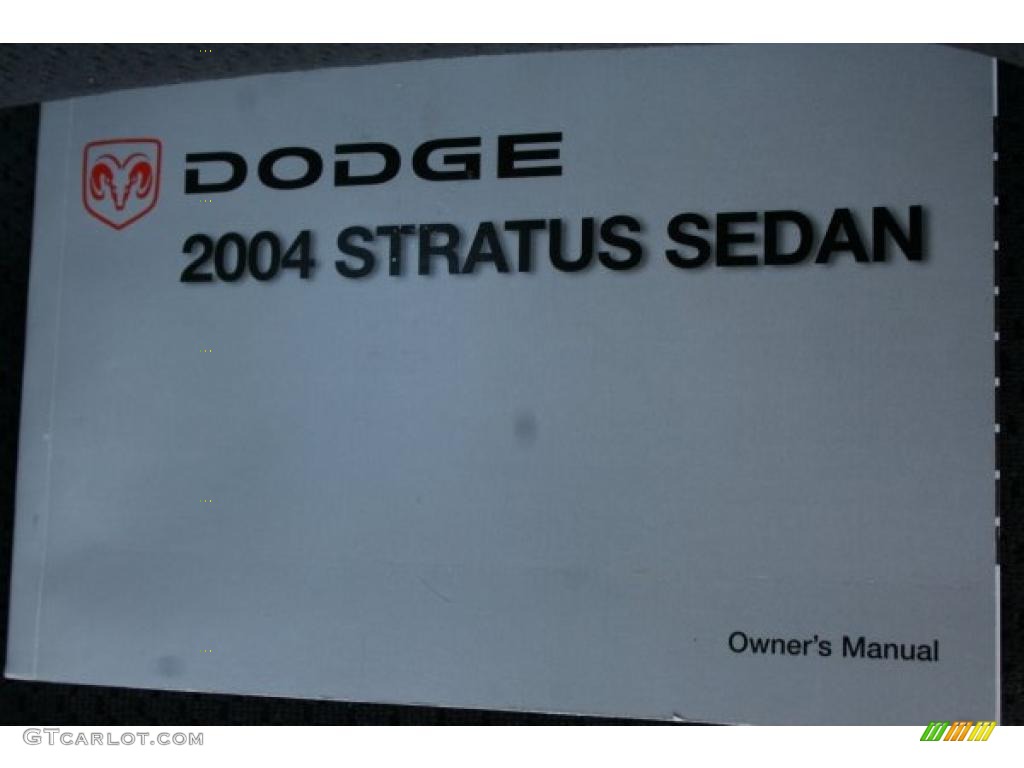 DODGE
2004 STRATUS SEDAN
Owner's Manual
GTCARLOT.COM